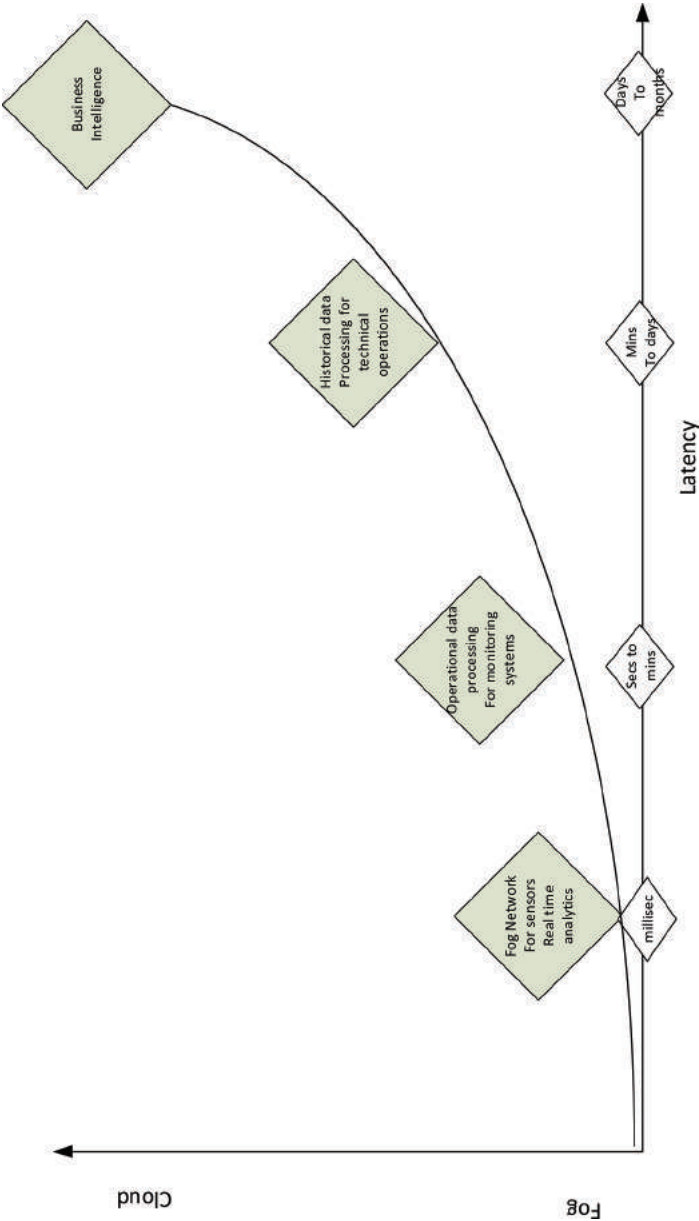 Cloud
Fog
Fog Network
For sensors
Real time
analytics
Operational data
processing
For monitoring
systems
Historical data
Processing for
technical
operations
Business
Intelligence
millisec
Secs to
mins
Mins
To days
Days
To
months
Latency